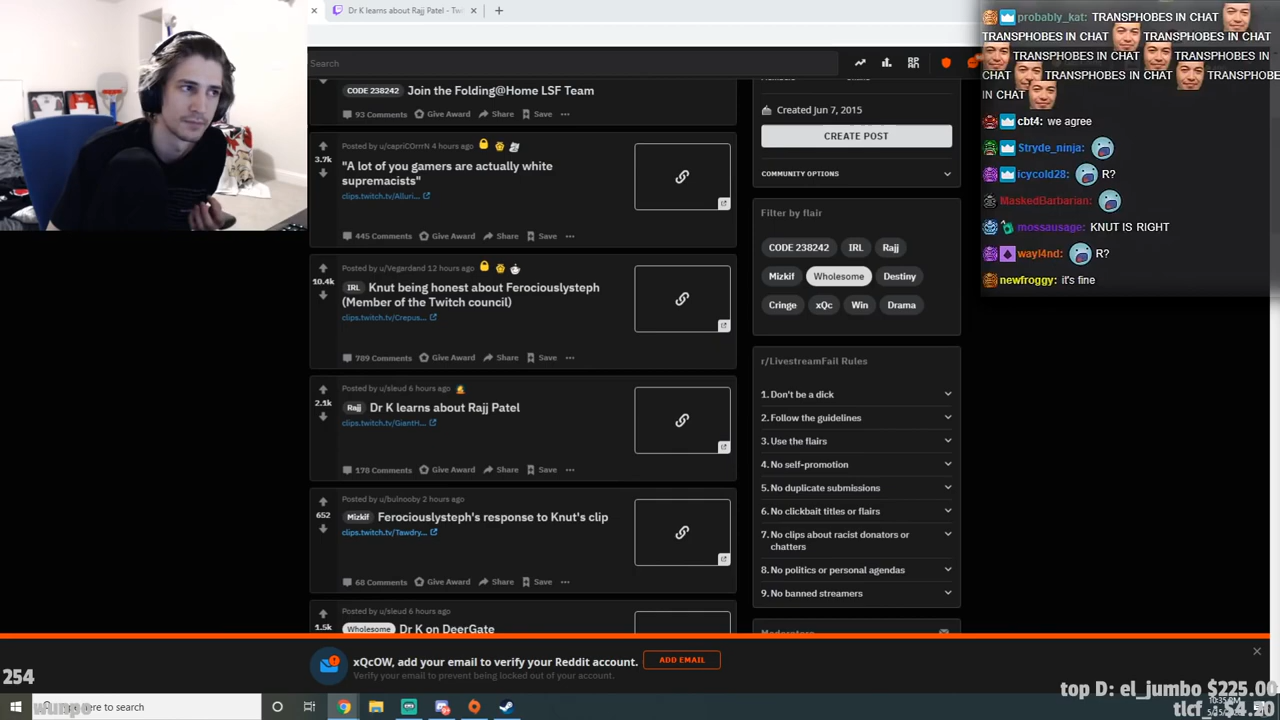 Dr K learns about Rajj Patel - Twi
Search
CODE 238242 Join the Folding@Home LSF Team
93 Comments Give Award Share Save
Posted by u/capriCOrrrN 4 hours ago
3.7k
"A lot of you gamers are actually white
supremacists"
clips.twitch.tv/Alluri...
445 Comments Give Award Share Save
Posted by u/Vegardand 12 hours ago
10.4k
IRL Knut being honest about Ferociouslysteph
(Member of the Twitch council)
clips.twitch.tv/Crepus...
789 Comments Give Award Share Save
Posted by u/sleud 6 hours ago
2.1k
Rajj Dr K learns about Rajj Patel
clips.twitch.tv/GiantH...
178 Comments Give Award Share Save
Posted by u/bulnooby 2 hours ago
652
Mizkif Ferociouslysteph's response to Knut's clip
clips.twitch.tv/Tawdry...
68 Comments Give Award Share Save
Posted by u/sleud 6 hours ago
1.5k
Wholesome Dr K on DeerGate
Created Jun 7, 2015
CREATE POST
COMMUNITY OPTIONS
Filter by flair
CODE 238242 IRL Rajj
Mizkif Wholesome Destiny
Cringe xQc Win Drama
r/LivestreamFail Rules
1. Don't be a dick
2. Follow the guidelines
3. Use the flairs
4. No self-promotion
5. No duplicate submissions
6. No clickbait titles or flairs
7. No clips about racist donators or
chatters
8. No politics or personal agendas
9. No banned streamers
Moderators
probably_kat: TRANSPHOBES IN CHAT
TRANSPHOBES IN CHAT TRANSPHOBES IN CHAT
TRANSPHOBES IN CHAT TRANSPHOBES IN
CHAT TRANSPHOBES IN CHAT TRANSPHOBES
IN CHAT
cbt4: we agree
Stryde_ninja:
icycold28: R?
MaskedBarbarian:
mossausage: KNUT IS RIGHT
wayl4nd: R?
newfroggy: it's fine
xQcOW, add your email to verify your Reddit account. ADD EMAIL
Verify your email to prevent being locked out of your account.
254
top D: el_jumbo $225.00